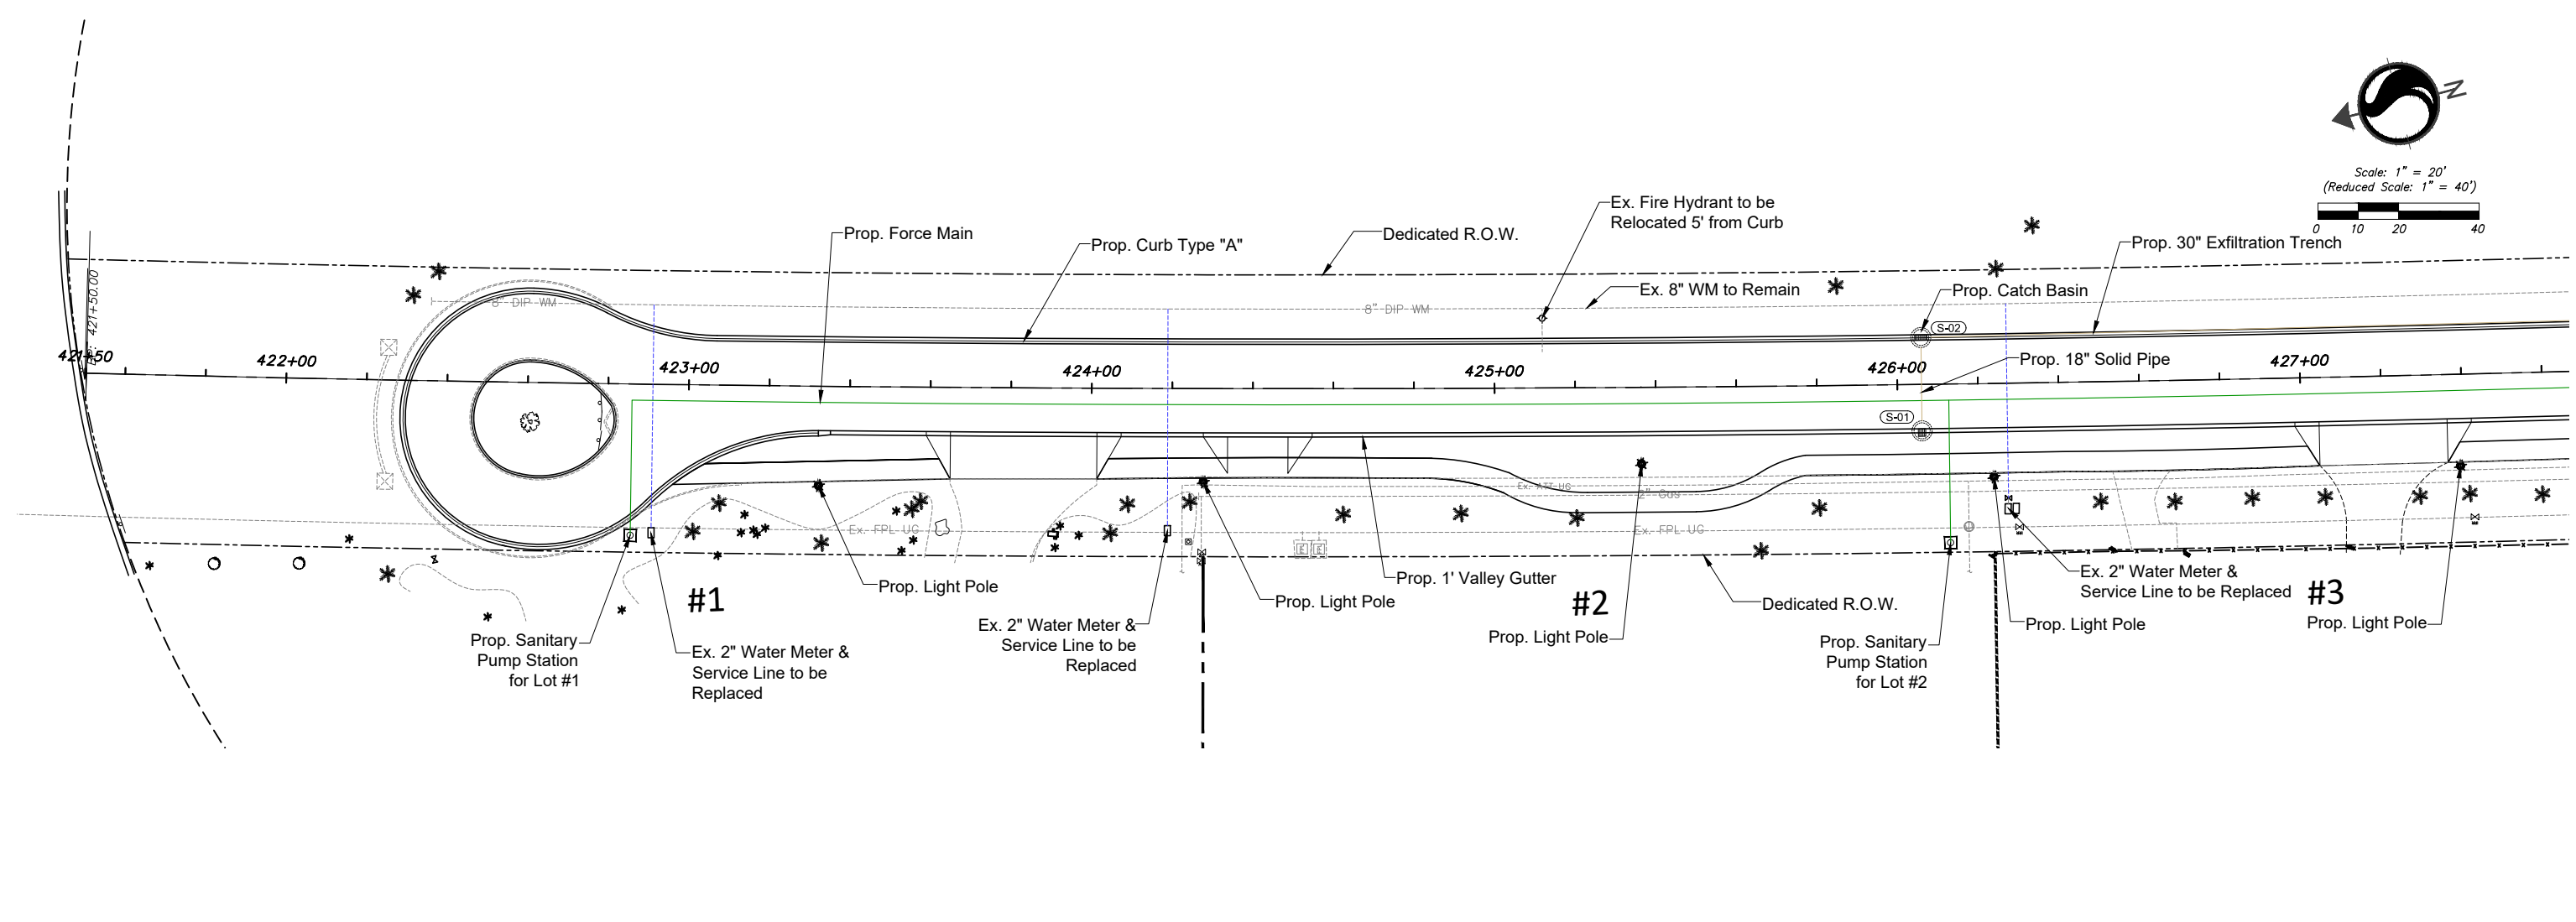 N
Scale: 1" = 20'
(Reduced Scale: 1" = 40')
0 10 20 40
Ex. Fire Hydrant to be
Relocated 5' from Curb
Prop. Force Main
Prop. Curb Type "A"
Dedicated R.O.W.
Prop. 30" Exfiltration Trench
421+50.00
Ex. 8" WM to Remain
Prop. Catch Basin
8" DIP WM
8" DIP WM
S-02
421+50
422+00
423+00
424+00
425+00
426+00
427+00
Prop. 18" Solid Pipe
S-01
Ex. ATT-UG
2" Gas
Ex. FPL UG
Ex. FPL UG
E E
Prop. Light Pole
#1
Prop. Light Pole
Prop. 1' Valley Gutter
#2
Dedicated R.O.W.
Ex. 2" Water Meter &
Service Line to be Replaced
#3
Prop. Sanitary
Pump Station
for Lot #1
Ex. 2" Water Meter &
Service Line to be
Replaced
Ex. 2" Water Meter &
Service Line to be
Replaced
Prop. Light Pole
Prop. Sanitary
Pump Station
for Lot #2
Prop. Light Pole
Prop. Light Pole